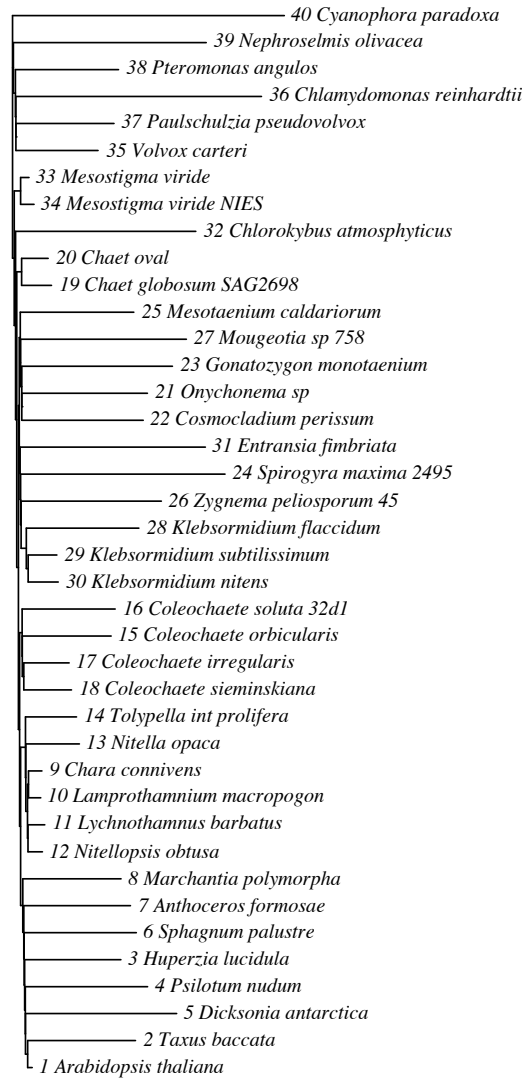 40 Cyanophora paradoxa
39 Nephroselmis olivacea
38 Pteromonas angulos
36 Chlamydomonas reinhardtii
37 Paulschulzia pseudovolvox
35 Volvox carteri
33 Mesostigma viride
34 Mesostigma viride NIES
32 Chlorokybus atmosphyticus
20 Chaet oval
19 Chaet globosum SAG2698
25 Mesotaenium caldariorum
27 Mougeotia sp 758
23 Gonatozygon monotaenium
21 Onychonema sp
22 Cosmocladium perissum
31 Entransia fimbriata
24 Spirogyra maxima 2495
26 Zygnema peliosporum 45
28 Klebsormidium flaccidum
29 Klebsormidium subtilissimum
30 Klebsormidium nitens
16 Coleochaete soluta 32d1
15 Coleochaete orbicularis
17 Coleochaete irregularis
18 Coleochaete sieminskiana
14 Tolypella int prolifera
13 Nitella opaca
9 Chara connivens
10 Lamprothamnium macropogon
11 Lychnothamnus barbatus
12 Nitellopsis obtusa
8 Marchantia polymorpha
7 Anthoceros formosae
6 Sphagnum palustre
3 Huperzia lucidula
4 Psilotum nudum
5 Dicksonia antarctica
2 Taxus baccata
1 Arabidopsis thaliana